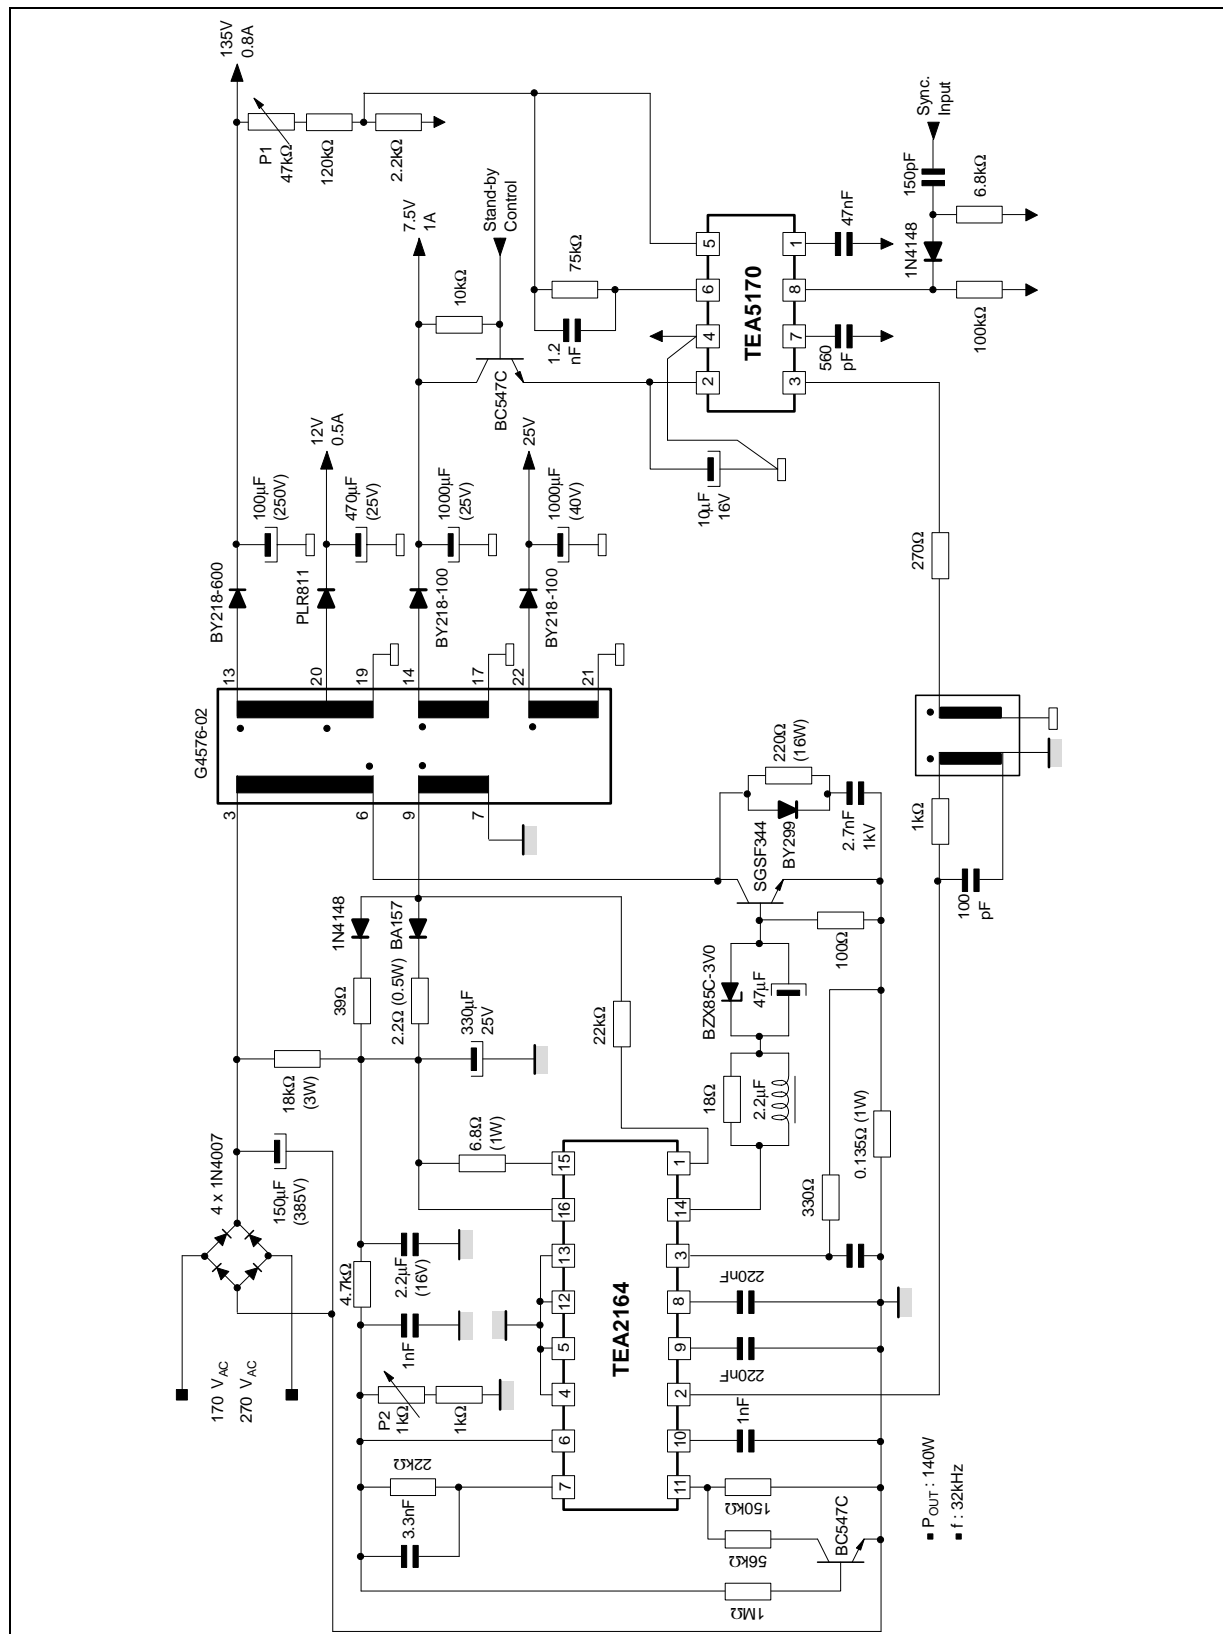 170 V AC
270 V AC
4 x 1N4007
150µF
(385V)
18kΩ
(3W)
39Ω
1N4148
2.2Ω (0.5W)
BA157
330µF
25V
6.8Ω
(1W)
22kΩ
4.7kΩ
2.2µF
(16V)
1nF
P2
1kΩ
1kΩ
22kΩ
3.3nF
TEA2164
15
16
13
12
5
4
6
7
1
14
3
8
9
2
10
11
220nF
220nF
1nF
150kΩ
56kΩ
1MΩ
BC547C
330Ω
0.135Ω (1W)
18Ω
2.2µF
BZX85C-3V0
47µF
100Ω
SGSF344
BY299
220Ω
(16W)
2.7nF
1kV
G4576-02
3
6
9
7
13
20
19
14
17
22
21
BY218-600
PLR811
BY218-100
BY218-100
100µF
(250V)
470µF
(25V)
1000µF
(25V)
1000µF
(40V)
135V
0.8A
12V
0.5A
7.5V
1A
25V
P1
47kΩ
120kΩ
2.2kΩ
10kΩ
BC547C
Stand-by
Control
1.2
nF
75kΩ
10µF
16V
TEA5170
5
6
4
2
1
8
7
3
47nF
560
pF
1N4148
150pF
Sync.
Input
6.8kΩ
100kΩ
270Ω
1kΩ
100
pF
■ P OUT : 140W
■ f : 32kHz